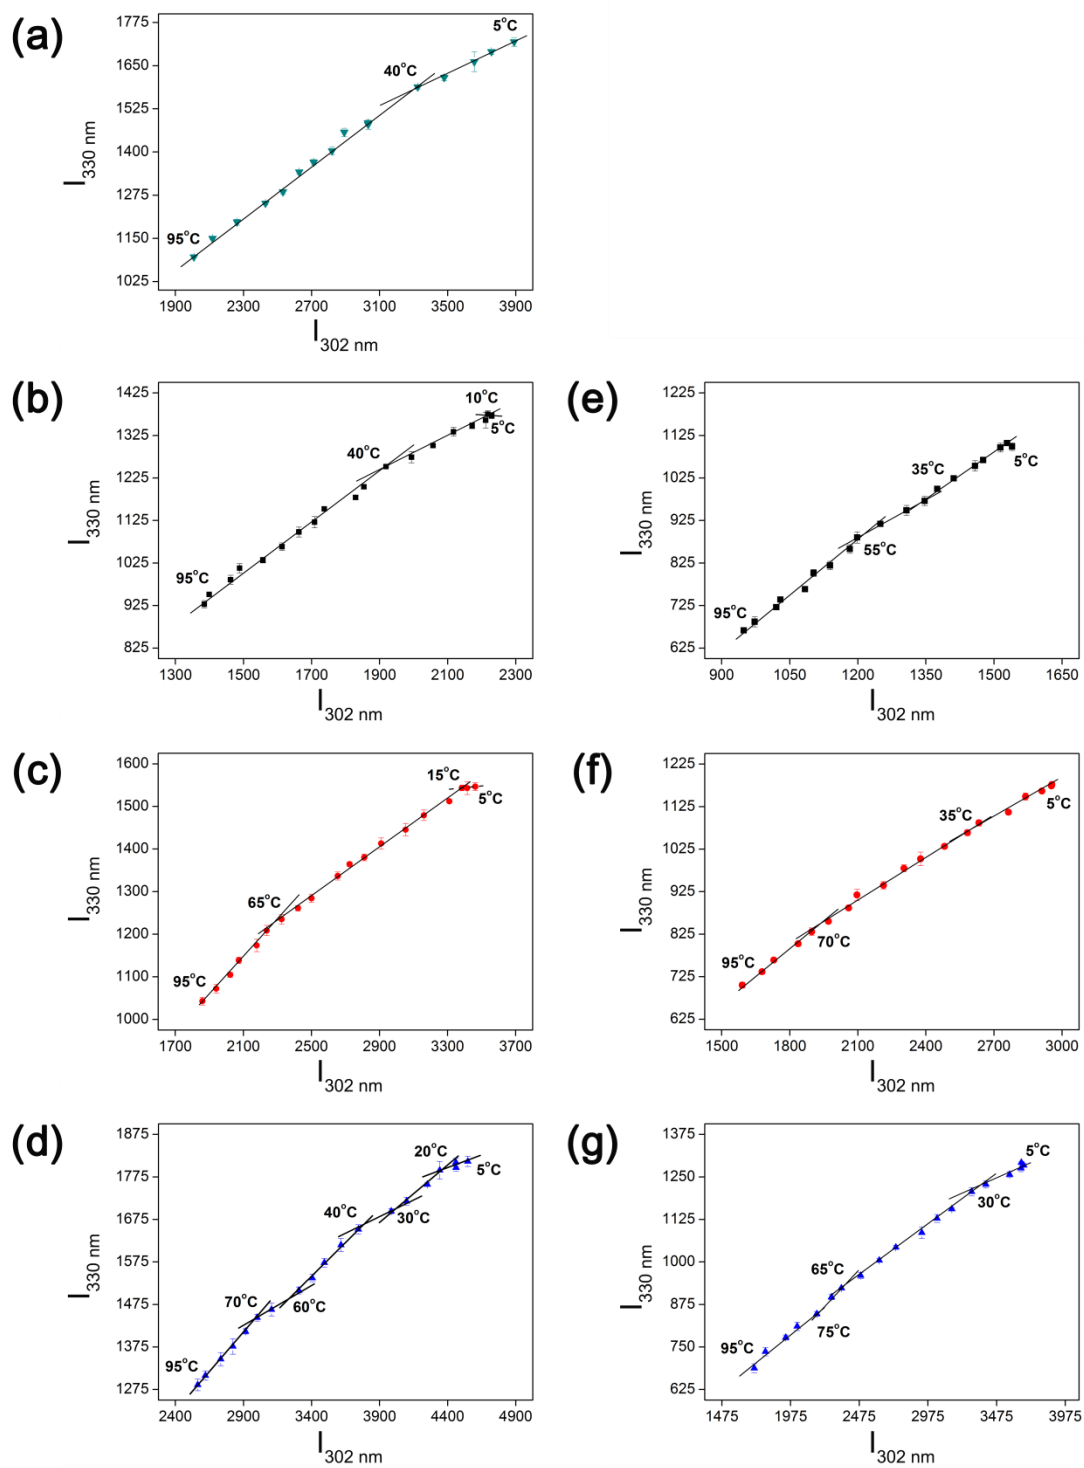 (a)
1775
1650
1525
1400
1275
1150
1025
I330 nm
5°C
40°C
95°C
1900 2300 2700 3100 3500 3900
I302 nm
(b)
1425
1325
1225
1125
1025
925
825
I330 nm
10°C
5°C
40°C
95°C
1300 1500 1700 1900 2100 2300
I302 nm
(e)
1225
1125
1025
925
825
725
625
I330 nm
35°C
5°C
55°C
95°C
900 1050 1200 1350 1500 1650
I302 nm
(c)
1600
1500
1400
1300
1200
1100
1000
I330 nm
15°C
5°C
65°C
95°C
1700 2100 2500 2900 3300 3700
I302 nm
(f)
1225
1125
1025
925
825
725
625
I330 nm
35°C
5°C
70°C
95°C
1500 1800 2100 2400 2700 3000
I302 nm
(d)
1875
1775
1675
1575
1475
1375
1275
I330 nm
20°C
5°C
40°C
30°C
70°C
60°C
95°C
2400 2900 3400 3900 4400 4900
I302 nm
(g)
1375
1250
1125
1000
875
750
625
I330 nm
5°C
30°C
65°C
75°C
95°C
1475 1975 2475 2975 3475 3975
I302 nm